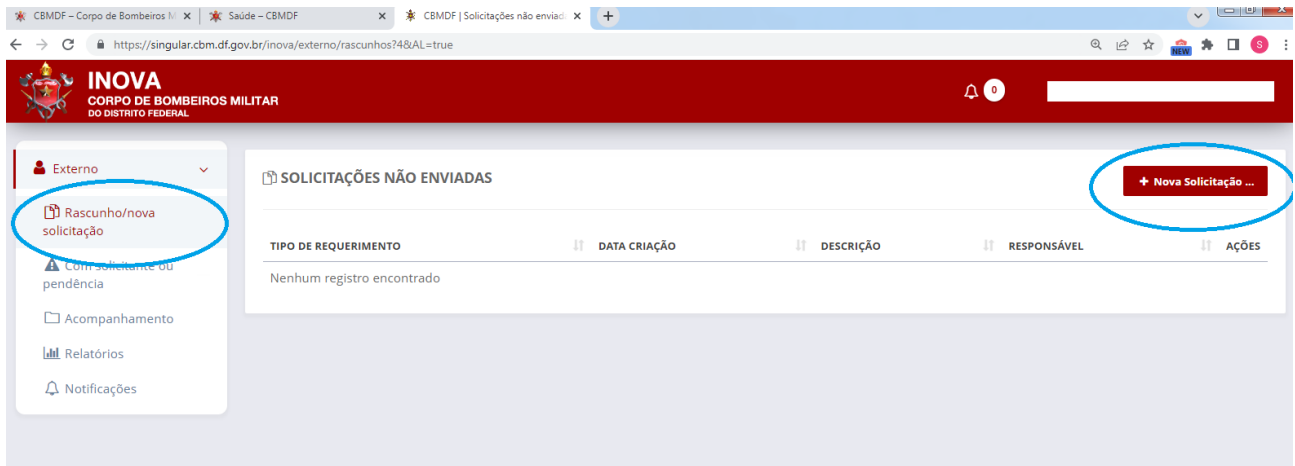 CBMDF – Corpo de Bombeiros M
Saúde – CBMDF
CBMDF | Solicitações não enviad
https://singular.cbm.df.gov.br/inova/externo/rascunhos?4&AL=true
NEW
S
INOVA
CORPO DE BOMBEIROS MILITAR
DO DISTRITO FEDERAL
0
Externo
Rascunho/nova
solicitação
Com solicitante ou
pendência
Acompanhamento
Relatórios
Notificações
SOLICITAÇÕES NÃO ENVIADAS
+ Nova Solicitação ...
TIPO DE REQUERIMENTO DATA CRIAÇÃO DESCRIÇÃO RESPONSÁVEL AÇÕES
Nenhum registro encontrado